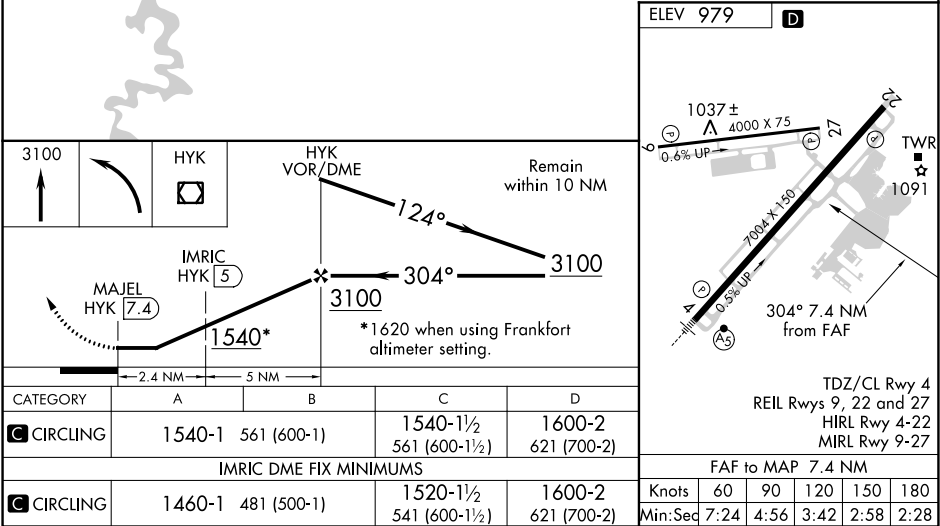 3100
HYK
HYK
VOR/DME
Remain
within 10 NM
124°
3100
304°
3100
IMRIC
HYK 5
MAJEL
HYK 7.4
1540*
*1620 when using Frankfort
altimeter setting.
2.4 NM
5 NM
CATEGORY A B C D
C CIRCLING 1540-1 561 (600-1) 1540-1½ 561 (600-1½) 1600-2 621 (700-2)
IMRIC DME FIX MINIMUMS
C CIRCLING 1460-1 481 (500-1) 1520-1½ 541 (600-1½) 1600-2 621 (700-2)
ELEV 979 D
22
1037 ±
4000 X 75
27
P
P
P
9
0.6% UP
TWR
1091
7004 X 150
P
0.5% UP
4
A5
304° 7.4 NM
from FAF
TDZ/CL Rwy 4
REIL Rwys 9, 22 and 27
HIRL Rwy 4-22
MIRL Rwy 9-27
FAF to MAP 7.4 NM
Knots 60 90 120 150 180
Min:Sec 7:24 4:56 3:42 2:58 2:28